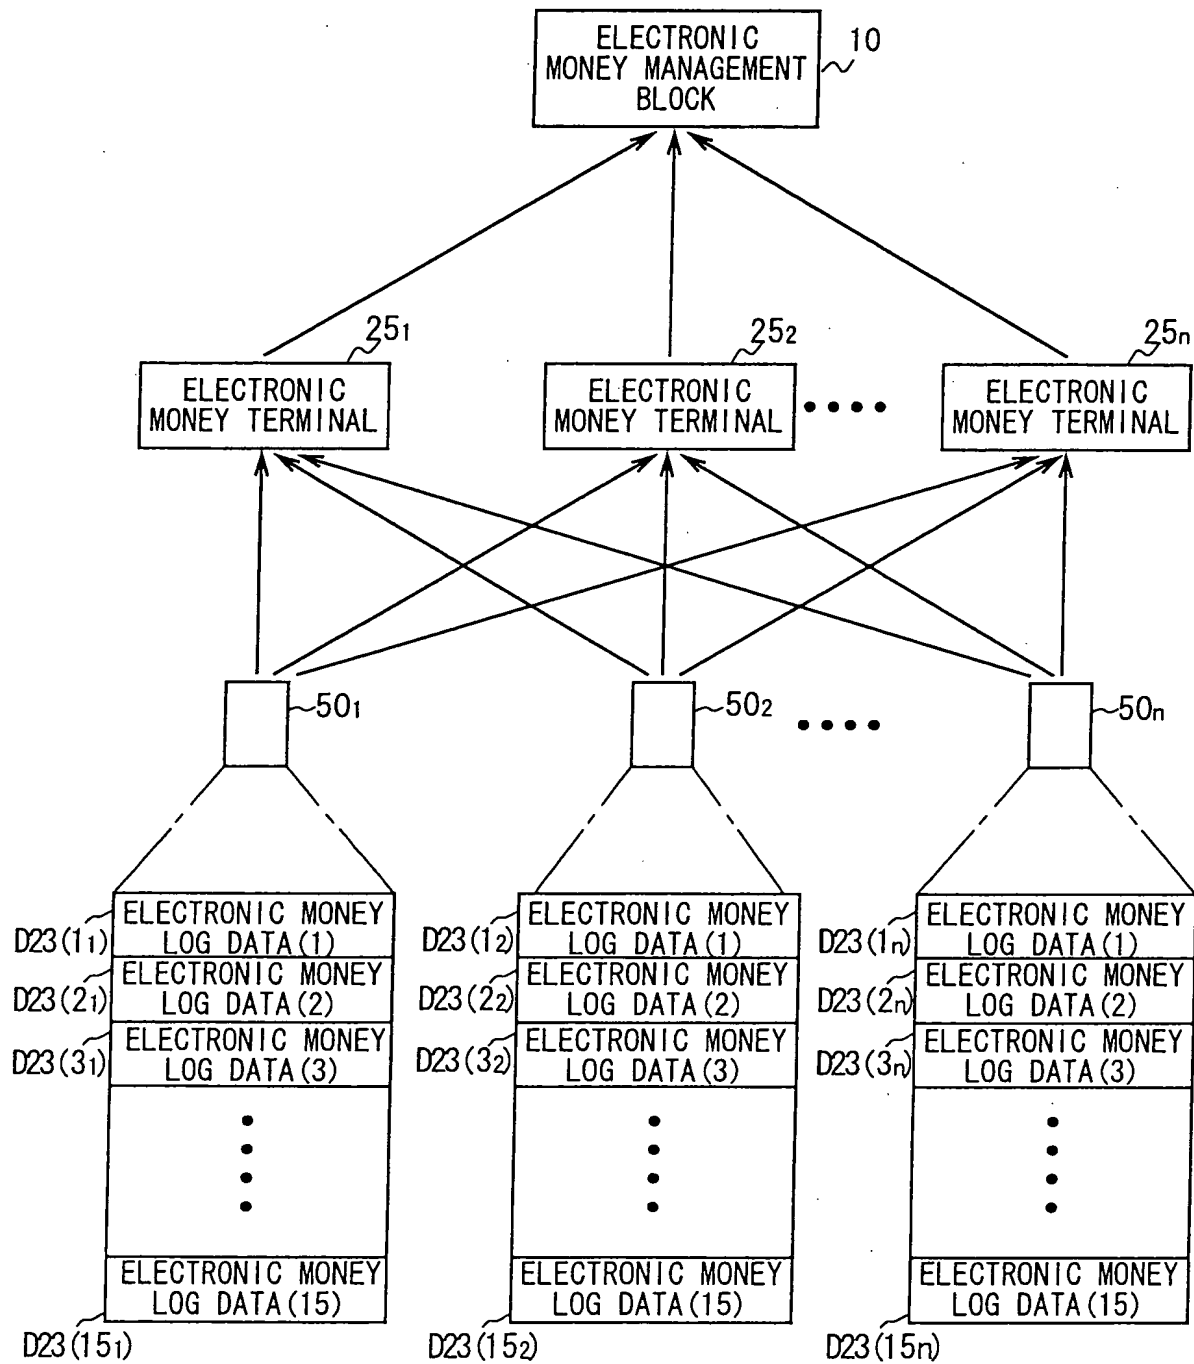 ELECTRONIC
MONEY MANAGEMENT
BLOCK
10
25₁
25₂
25n
ELECTRONIC
MONEY TERMINAL
ELECTRONIC
MONEY TERMINAL
ELECTRONIC
MONEY TERMINAL
50₁
50₂
50n
ELECTRONIC MONEY
LOG DATA(1)
D23(1₁)
ELECTRONIC MONEY
LOG DATA(2)
D23(2₁)
ELECTRONIC MONEY
LOG DATA(3)
D23(3₁)
ELECTRONIC MONEY
LOG DATA(15)
D23(15₁)
ELECTRONIC MONEY
LOG DATA(1)
D23(1₂)
ELECTRONIC MONEY
LOG DATA(2)
D23(2₂)
ELECTRONIC MONEY
LOG DATA(3)
D23(3₂)
ELECTRONIC MONEY
LOG DATA(15)
D23(15₂)
ELECTRONIC MONEY
LOG DATA(1)
D23(1n)
ELECTRONIC MONEY
LOG DATA(2)
D23(2n)
ELECTRONIC MONEY
LOG DATA(3)
D23(3n)
ELECTRONIC MONEY
LOG DATA(15)
D23(15n)